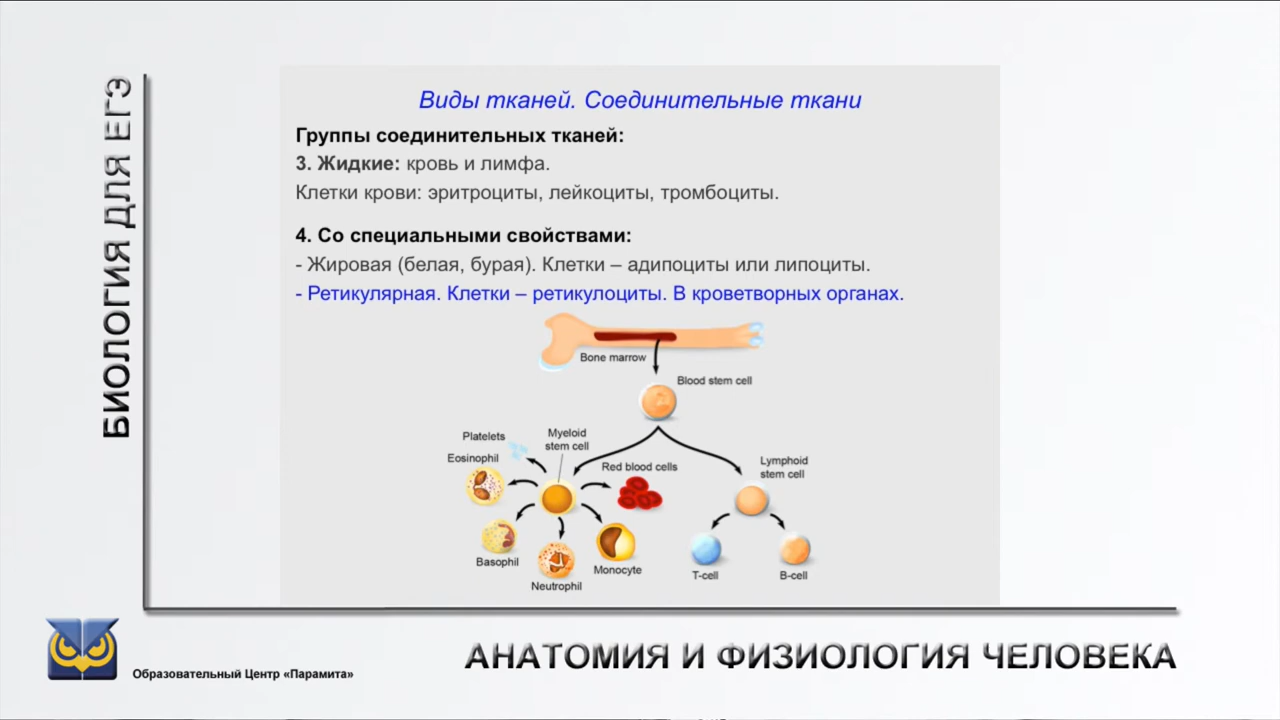 Виды тканей. Соединительные ткани
Группы соединительных тканей:
3. Жидкие: кровь и лимфа.
Клетки крови: эритроциты, лейкоциты, тромбоциты.
4. Со специальными свойствами:
- Жировая (белая, бурая). Клетки – адипоциты или липоциты.
- Ретикулярная. Клетки – ретикулоциты. В кроветворных органах.
Bone marrow
Blood stem cell
Platelets
Myeloid
stem cell
Eosinophil
Red blood cells
Lymphoid
stem cell
Basophil
Neutrophil
Monocyte
T-cell
B-cell
БИОЛОГИЯ ДЛЯ ЕГЭ
АНАТОМИЯ И ФИЗИОЛОГИЯ ЧЕЛОВЕКА
Образовательный Центр «Парамита»